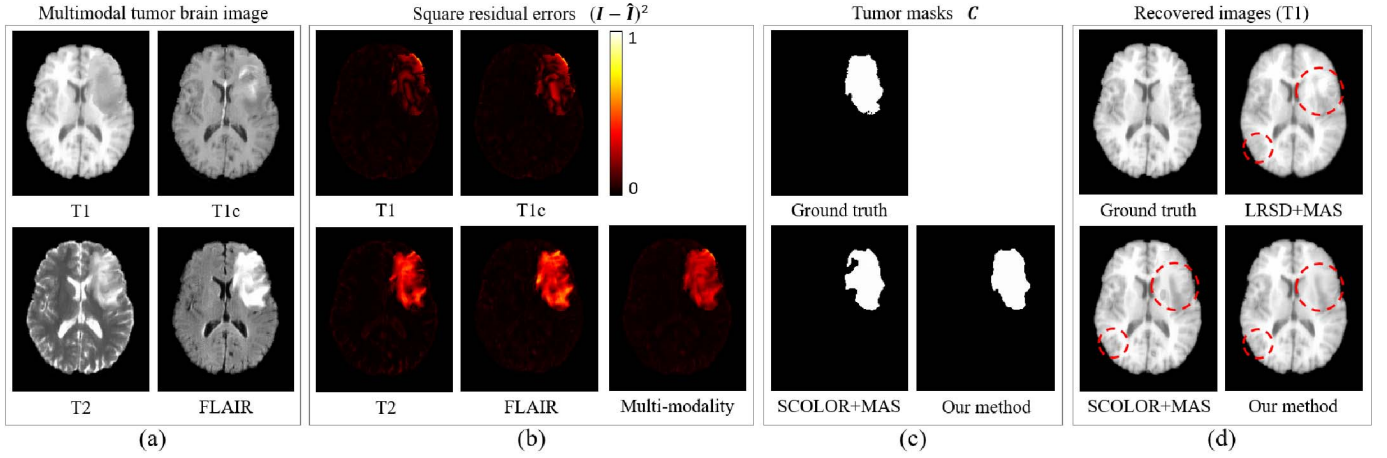 Multimodal tumor brain image
T1
T1c
T2
FLAIR
(a)
Square residual errors (I − Î)²
1
0
T1
T1c
T2
FLAIR
Multi-modality
(b)
Tumor masks C
Ground truth
SCOLOR+MAS
Our method
(c)
Recovered images (T1)
Ground truth
LRSD+MAS
SCOLOR+MAS
Our method
(d)